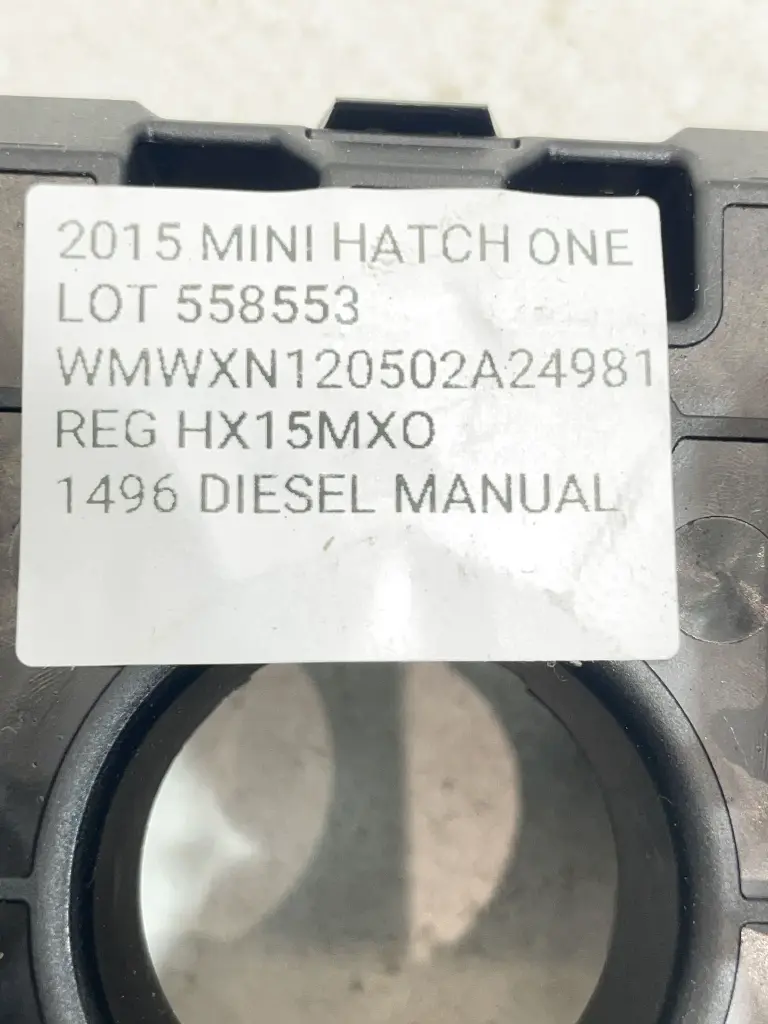 2015 MINI HATCH ONE
LOT 558553
WMWXN120502A24981
REG HX15MXO
1496 DIESEL MANUAL